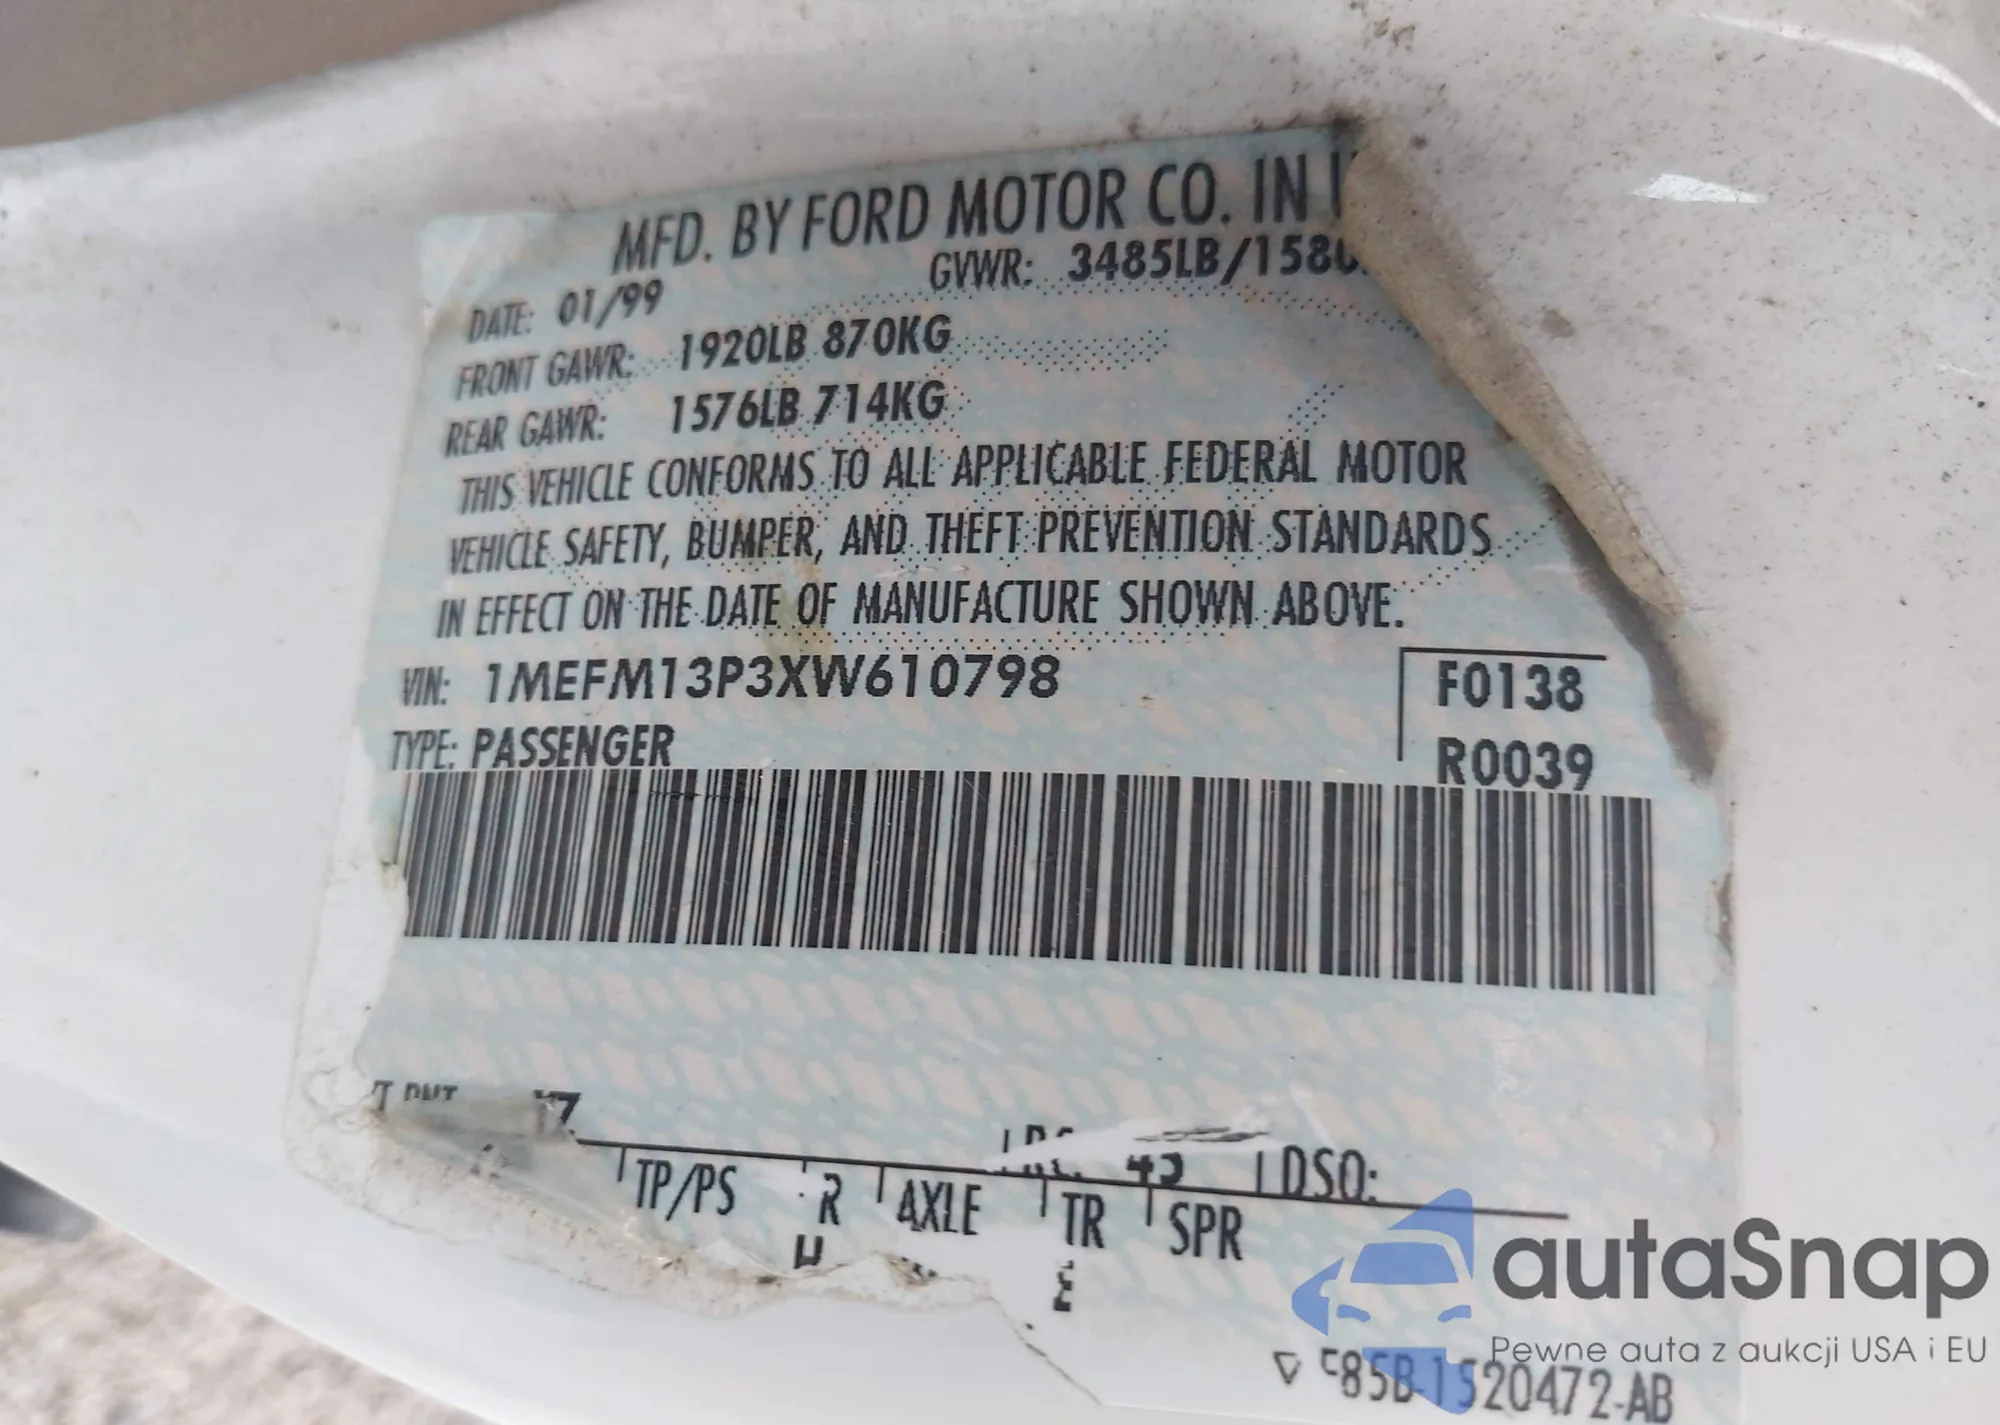 MFD. BY FORD MOTOR CO. IN
DATE: 01/99
GVWR: 3485LB/1580
FRONT GAWR: 1920LB 870KG
REAR GAWR: 1576LB 714KG
THIS VEHICLE CONFORMS TO ALL APPLICABLE FEDERAL MOTOR
VEHICLE SAFETY, BUMPER, AND THEFT PREVENTION STANDARDS
IN EFFECT ON THE DATE OF MANUFACTURE SHOWN ABOVE.
VIN: 1MEFM13P3XW610798
F0138
TYPE: PASSENGER
R0039
DSO:
TP/PS R AXLE TR SPR
autaSnap
Pewne auta z aukcji USA i EU
F85B-1520472-AB